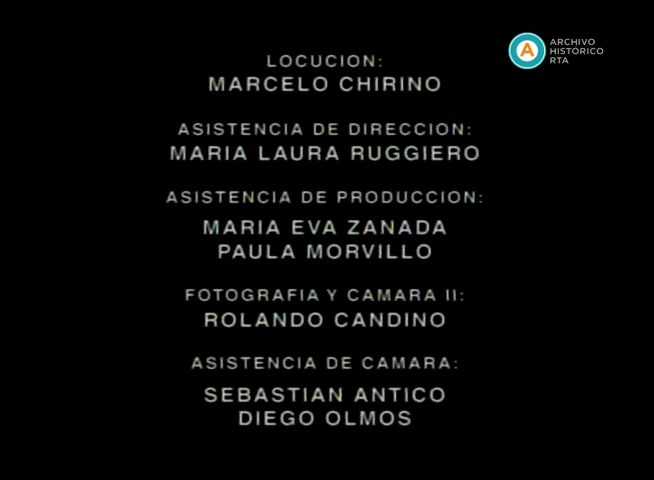 ARCHIVO
HISTORICO
RTA
LOCUCION:
MARCELO CHIRINO
ASISTENCIA DE DIRECCION:
MARIA LAURA RUGGIERO
ASISTENCIA DE PRODUCCION:
MARIA EVA ZANADA
PAULA MORVILLO
FOTOGRAFIA Y CAMARA II:
ROLANDO CANDINO
ASISTENCIA DE CAMARA:
SEBASTIAN ANTICO
DIEGO OLMOS